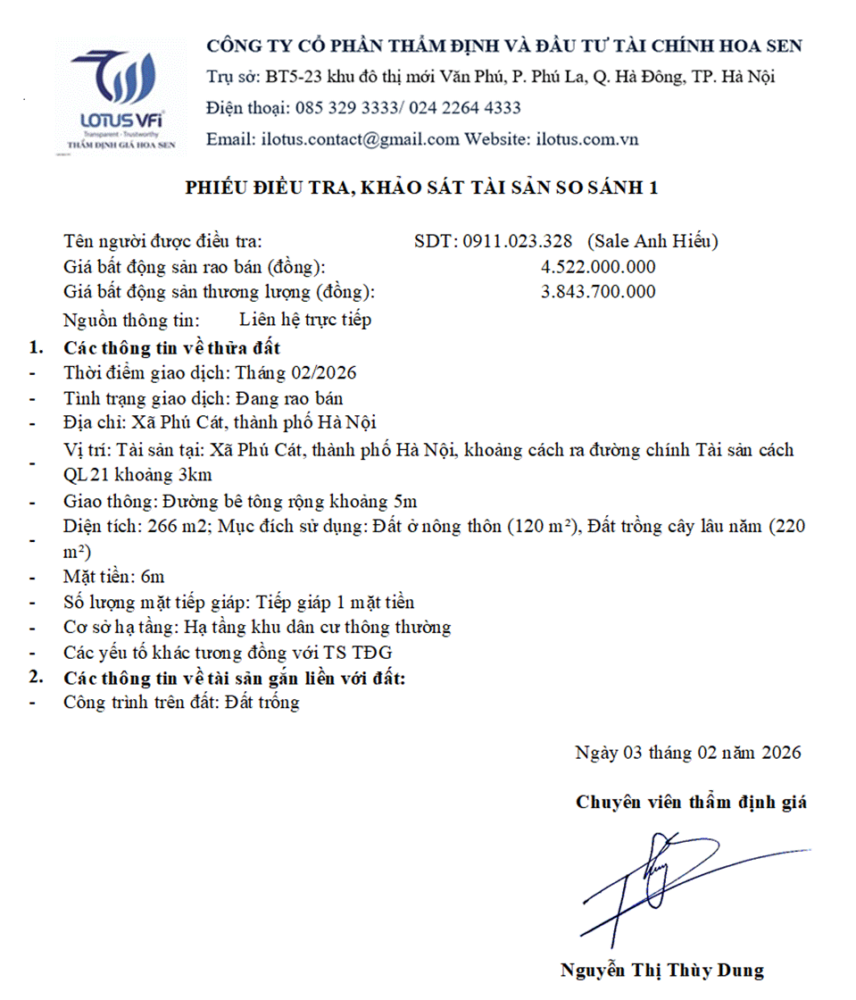 CÔNG TY CỔ PHẦN THẨM ĐỊNH VÀ ĐẦU TƯ TÀI CHÍNH HOA SEN
Trụ sở: BT5-23 khu đô thị mới Văn Phú, P. Phú La, Q. Hà Đông, TP. Hà Nội
Điện thoại: 085 329 3333/ 024 2264 4333
Email: ilotus.contact@gmail.com Website: ilotus.com.vn
LOTUS VFi
Transparent - Trustworthy
THẨM ĐỊNH GIÁ HOA SEN
PHIẾU ĐIỀU TRA, KHẢO SÁT TÀI SẢN SO SÁNH 1
Tên người được điều tra: SDT: 0911.023.328 (Sale Anh Hiếu)
Giá bất động sản rao bán (đồng): 4.522.000.000
Giá bất động sản thương lượng (đồng): 3.843.700.000
Nguồn thông tin: Liên hệ trực tiếp
1. Các thông tin về thửa đất
- Thời điểm giao dịch: Tháng 02/2026
- Tình trạng giao dịch: Đang rao bán
- Địa chỉ: Xã Phú Cát, thành phố Hà Nội
- Vị trí: Tài sản tại: Xã Phú Cát, thành phố Hà Nội, khoảng cách ra đường chính Tài sản cách
QL21 khoảng 3km
- Giao thông: Đường bê tông rộng khoảng 5m
- Diện tích: 266 m2; Mục đích sử dụng: Đất ở nông thôn (120 m²), Đất trồng cây lâu năm (220
m²)
- Mặt tiền: 6m
- Số lượng mặt tiếp giáp: Tiếp giáp 1 mặt tiền
- Cơ sở hạ tầng: Hạ tầng khu dân cư thông thường
- Các yếu tố khác tương đồng với TS TĐG
2. Các thông tin về tài sản gắn liền với đất:
- Công trình trên đất: Đất trống
Ngày 03 tháng 02 năm 2026
Chuyên viên thẩm định giá
Nguyễn Thị Thùy Dung